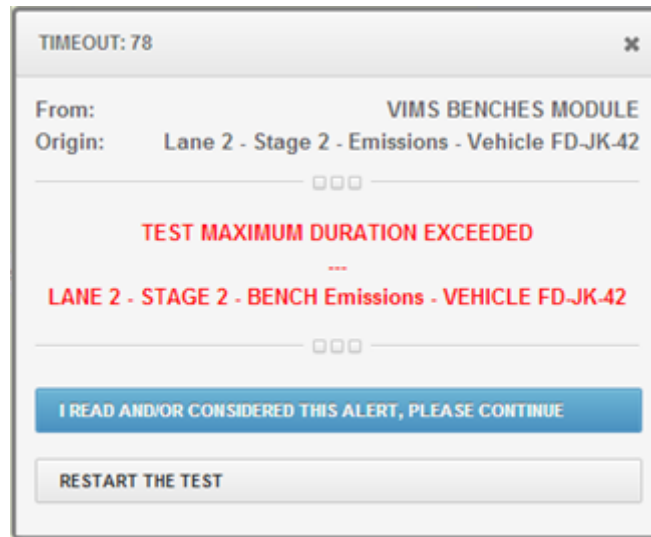 TIMEOUT: 78
From: VIMS BENCHES MODULE
Origin: Lane 2 - Stage 2 - Emissions - Vehicle FD-JK-42
TEST MAXIMUM DURATION EXCEEDED
---
LANE 2 - STAGE 2 - BENCH Emissions - VEHICLE FD-JK-42
I READ AND/OR CONSIDERED THIS ALERT, PLEASE CONTINUE
RESTART THE TEST